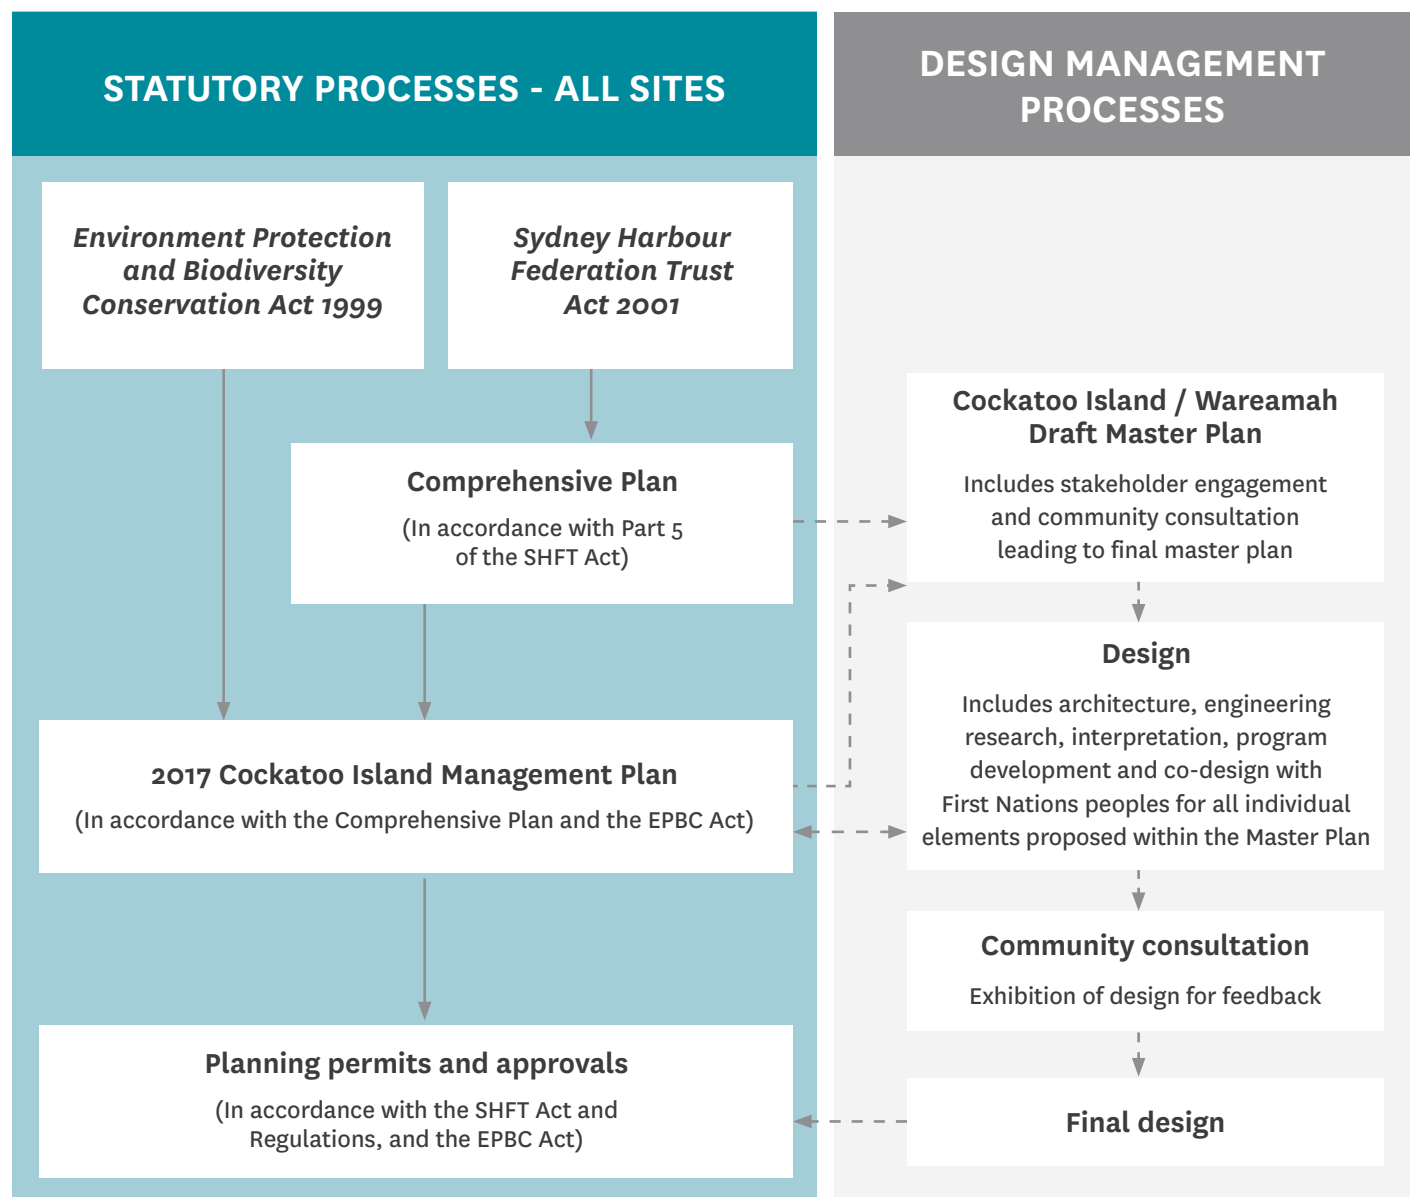 STATUTORY PROCESSES - ALL SITES
Environment Protection
and Biodiversity
Conservation Act 1999
Sydney Harbour
Federation Trust
Act 2001
Comprehensive Plan
(In accordance with Part 5
of the SHFT Act)
2017 Cockatoo Island Management Plan
(In accordance with the Comprehensive Plan and the EPBC Act)
Planning permits and approvals
(In accordance with the SHFT Act and
Regulations, and the EPBC Act)
DESIGN MANAGEMENT
PROCESSES
Cockatoo Island / Wareamah
Draft Master Plan
Includes stakeholder engagement
and community consultation
leading to final master plan
Design
Includes architecture, engineering
research, interpretation, program
development and co-design with
First Nations peoples for all individual
elements proposed within the Master Plan
Community consultation
Exhibition of design for feedback
Final design